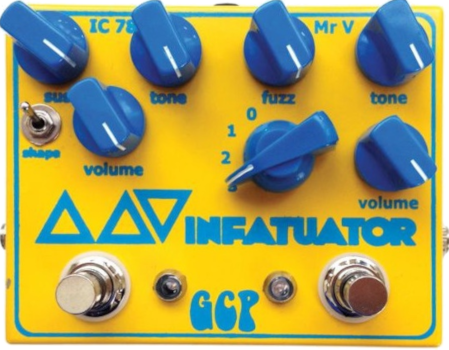 IC 78 Mr V
tone fuzz tone
shape
volume
0
1
2
volume
INFATUATOR
GCP